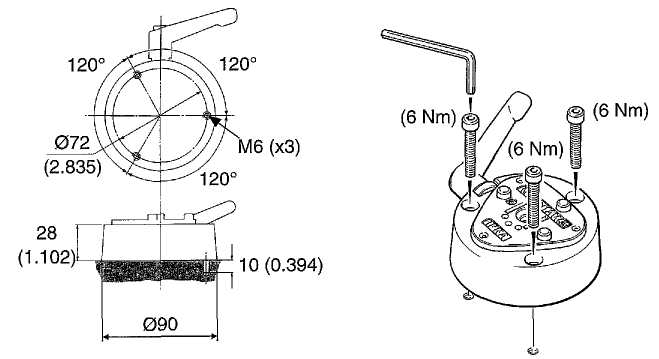 120°
120°
Ø72
(2.835)
M6 (x3)
120°
28
(1.102)
10 (0.394)
Ø90
(6 Nm)
(6 Nm)
(6 Nm)